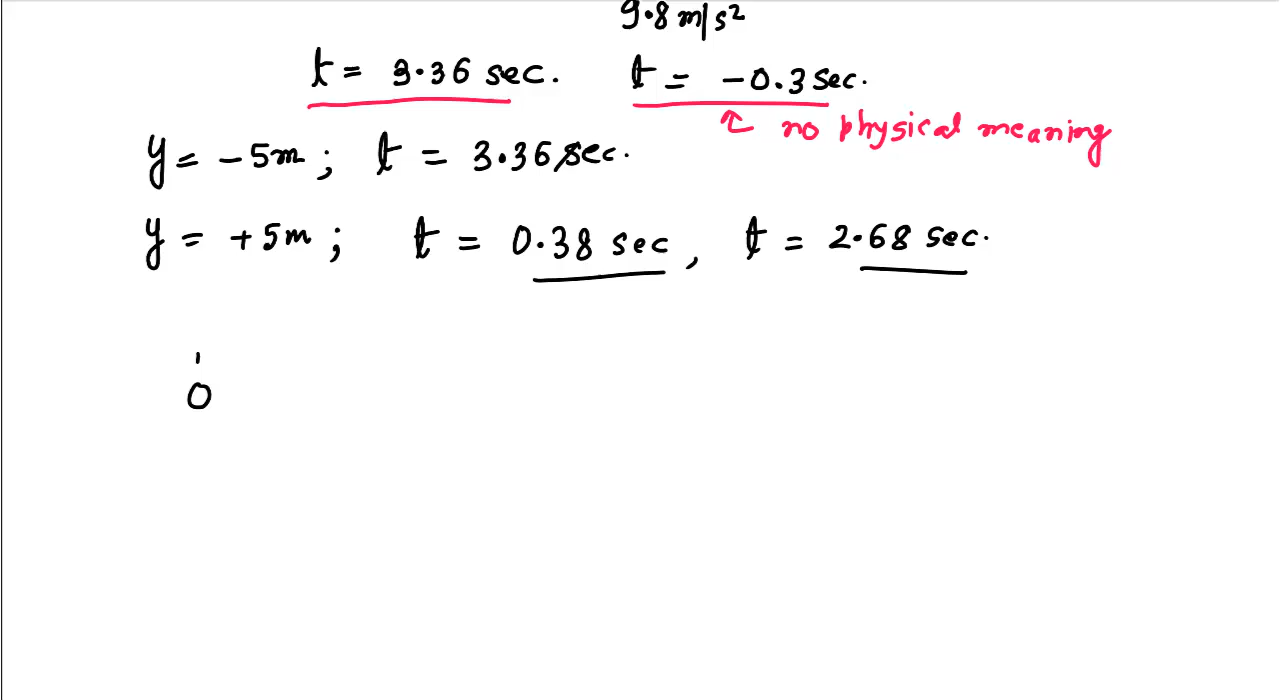 9.8 m/s²
t = 3.36 sec. t = -0.3 sec.
no physical meaning
y = -5m ; t = 3.36 sec.
y = +5m ; t = 0.38 sec , t = 2.68 sec.
0